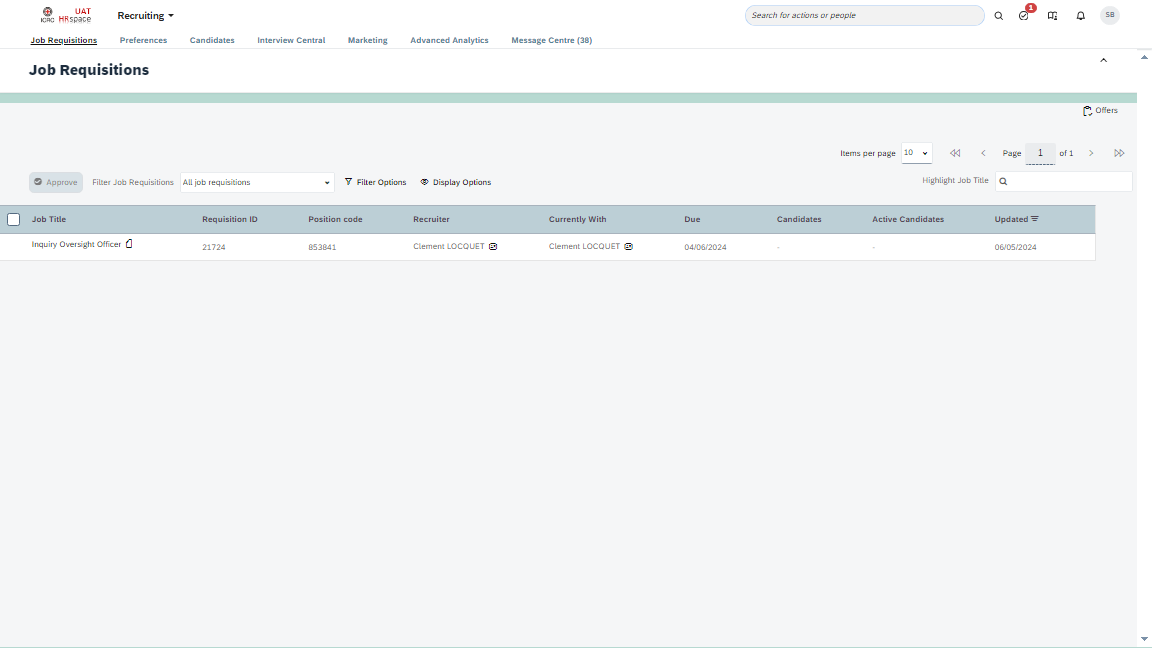 ICRC UAT HRspace Recruiting Search for actions or people 1 SB
Job Requisitions Preferences Candidates Interview Central Marketing Advanced Analytics Message Centre (38)
Job Requisitions
Offers
Items per page 10 Page 1 of 1
Approve Filter Job Requisitions All job requisitions Filter Options Display Options Highlight Job Title
Job Title Requisition ID Position code Recruiter Currently With Due Candidates Active Candidates Updated
Inquiry Oversight Officer 21724 853841 Clement LOCQUET Clement LOCQUET 04/06/2024 - - 06/05/2024